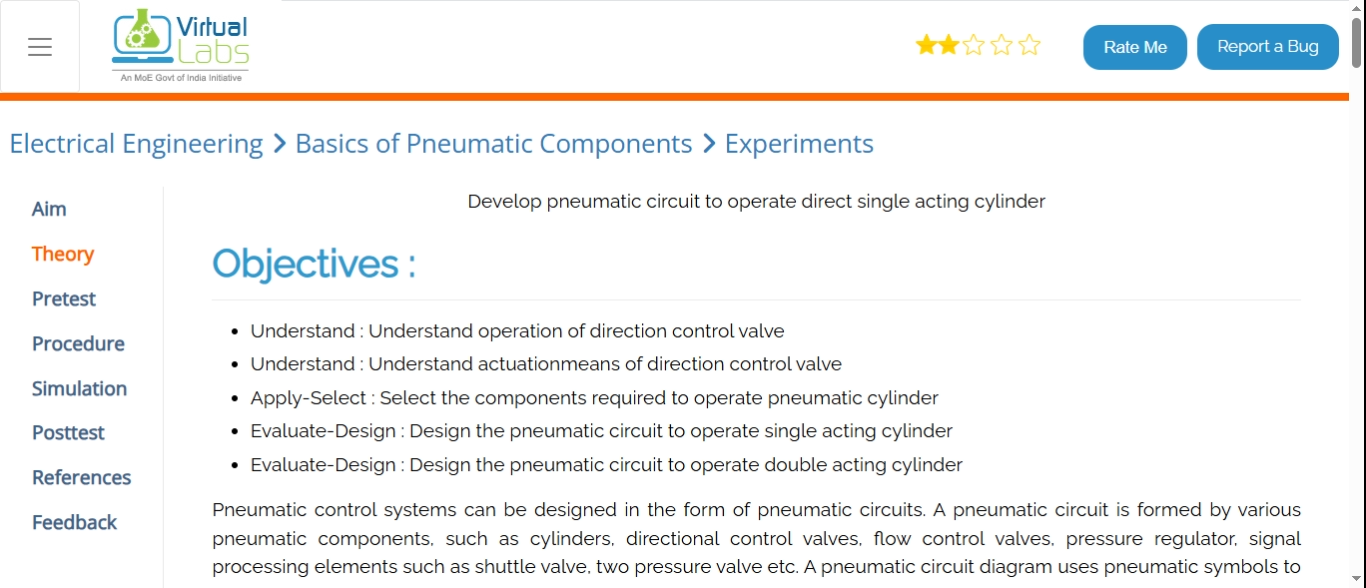 Virtual
Labs
An MoE Govt of India Initiative
Rate Me
Report a Bug
Electrical Engineering > Basics of Pneumatic Components > Experiments
Aim
Theory
Pretest
Procedure
Simulation
Posttest
References
Feedback
Develop pneumatic circuit to operate direct single acting cylinder
Objectives :
• Understand : Understand operation of direction control valve
• Understand : Understand actuationmeans of direction control valve
• Apply-Select : Select the components required to operate pneumatic cylinder
• Evaluate-Design : Design the pneumatic circuit to operate single acting cylinder
• Evaluate-Design : Design the pneumatic circuit to operate double acting cylinder
Pneumatic control systems can be designed in the form of pneumatic circuits. A pneumatic circuit is formed by various
pneumatic components, such as cylinders, directional control valves, flow control valves, pressure regulator, signal
processing elements such as shuttle valve, two pressure valve etc. A pneumatic circuit diagram uses pneumatic symbols to